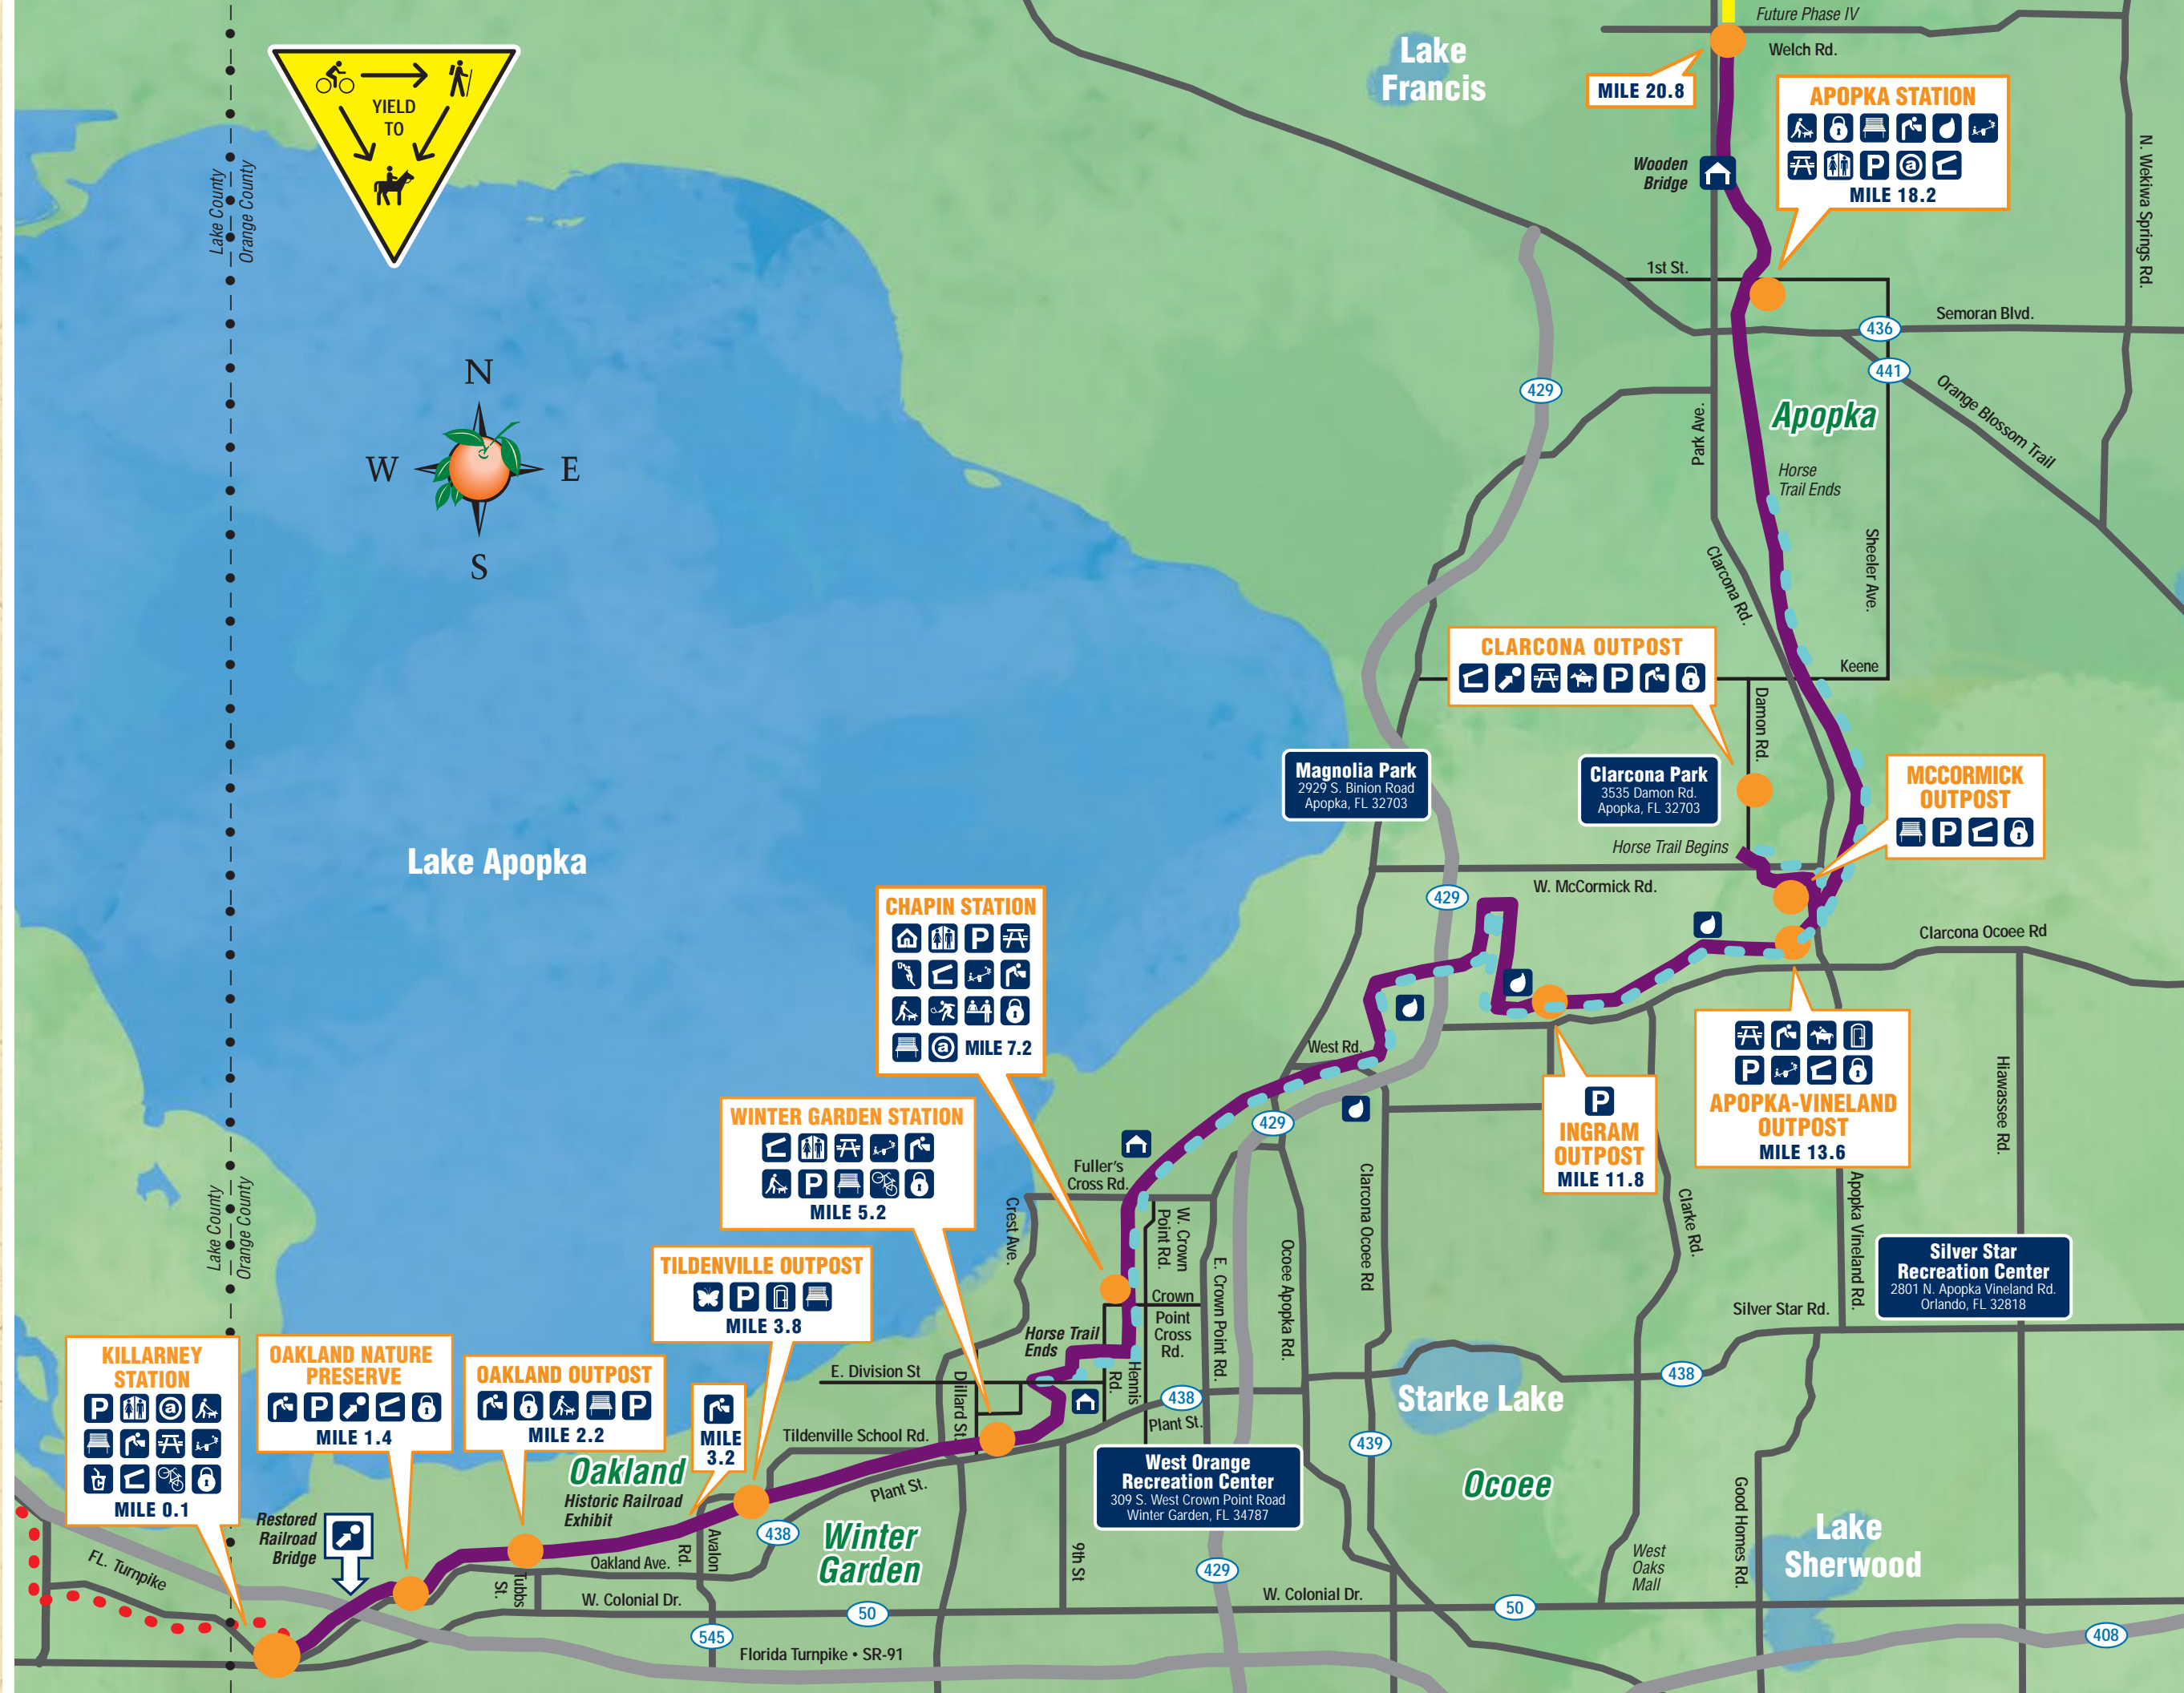 Future Phase IV
Welch Rd.
Lake
Francis
MILE 20.8
APOPKA STATION
P
a
MILE 18.2
YIELD
TO
Wooden
Bridge
N. Wekiwa Springs Rd.
Lake County
Orange County
1st St.
Semoran Blvd.
436
441
429
Orange Blossom Trail
Park Ave.
Apopka
Horse
Trail Ends
N
W
E
S
Clarcona Rd.
Sheeler Ave.
CLARCONA OUTPOST
P
Keene
Damon Rd.
Magnolia Park
2929 S. Binion Road
Apopka, FL 32703
Clarcona Park
3535 Damon Rd.
Apopka, FL 32703
MCCORMICK
OUTPOST
P
Horse Trail Begins
Lake Apopka
W. McCormick Rd.
429
CHAPIN STATION
P
a
MILE 7.2
Clarcona Ocoee Rd
West Rd.
P
APOPKA-VINELAND
OUTPOST
MILE 13.6
P
INGRAM
OUTPOST
MILE 11.8
Hiawassee Rd.
WINTER GARDEN STATION
P
MILE 5.2
429
Fuller's
Cross Rd.
Crest Ave.
W. Crown
Point Rd.
E. Crown Point Rd.
Ocoee Apopka Rd.
Clarcona Ocoee Rd
Clarke Rd.
Apopka Vineland Rd.
Lake County
Orange County
TILDENVILLE OUTPOST
P
MILE 3.8
Silver Star
Recreation Center
2801 N. Apopka Vineland Rd.
Orlando, FL 32818
Crown
Point
Cross
Rd.
Silver Star Rd.
Horse Trail
Ends
KILLARNEY
STATION
P
a
MILE 0.1
OAKLAND NATURE
PRESERVE
P
MILE 1.4
OAKLAND OUTPOST
P
MILE 2.2
E. Division St
Dillard St.
Hennis
Rd.
438
438
Starke Lake
MILE
3.2
Plant St.
Tildenville School Rd.
Oakland
Historic Railroad
Exhibit
439
West Orange
Recreation Center
309 S. West Crown Point Road
Winter Garden, FL 34787
Ocoee
Good Homes Rd.
Plant St.
Restored
Railroad
Bridge
438
Winter
Garden
Lake
Sherwood
Avalon
Rd.
9th St
West
Oaks
Mall
FL. Turnpike
Oakland Ave.
Tubbs
St.
429
W. Colonial Dr.
W. Colonial Dr.
50
50
545
Florida Turnpike • SR-91
408